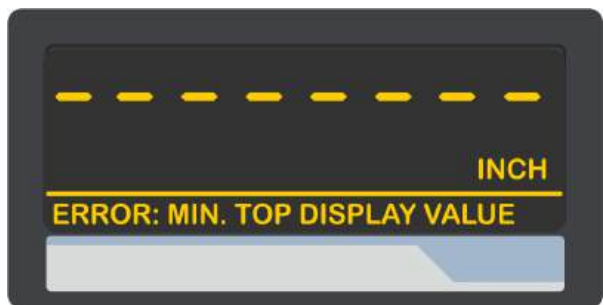 – – – – – – – –
INCH
ERROR: MIN. TOP DISPLAY VALUE